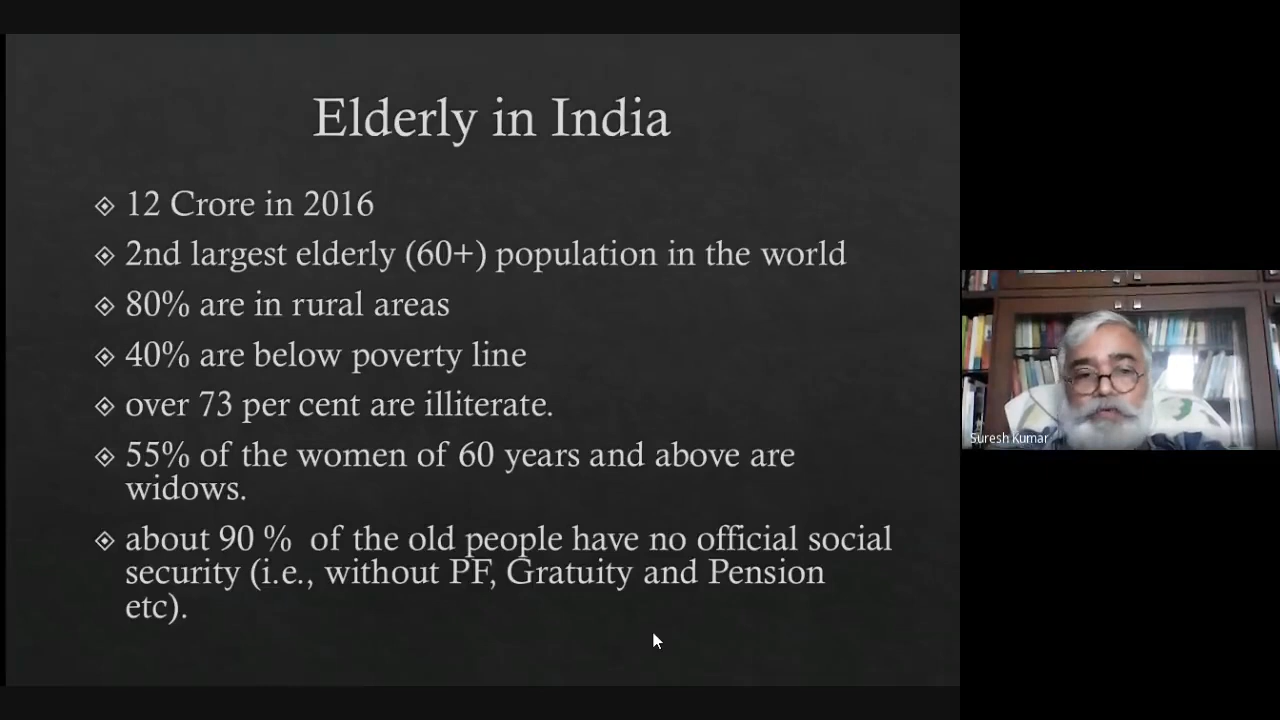 Elderly in India
12 Crore in 2016
2nd largest elderly (60+) population in the world
80% are in rural areas
40% are below poverty line
over 73 per cent are illiterate.
55% of the women of 60 years and above are
widows.
about 90 % of the old people have no official social
security (i.e., without PF, Gratuity and Pension
etc).
Suresh Kumar